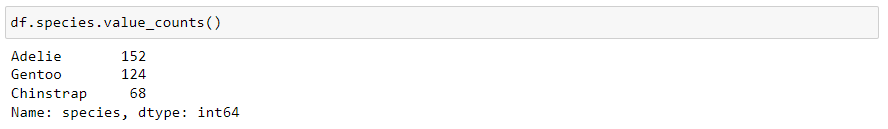 df.species.value_counts()
Adelie       152
Gentoo       124
Chinstrap     68
Name: species, dtype: int64